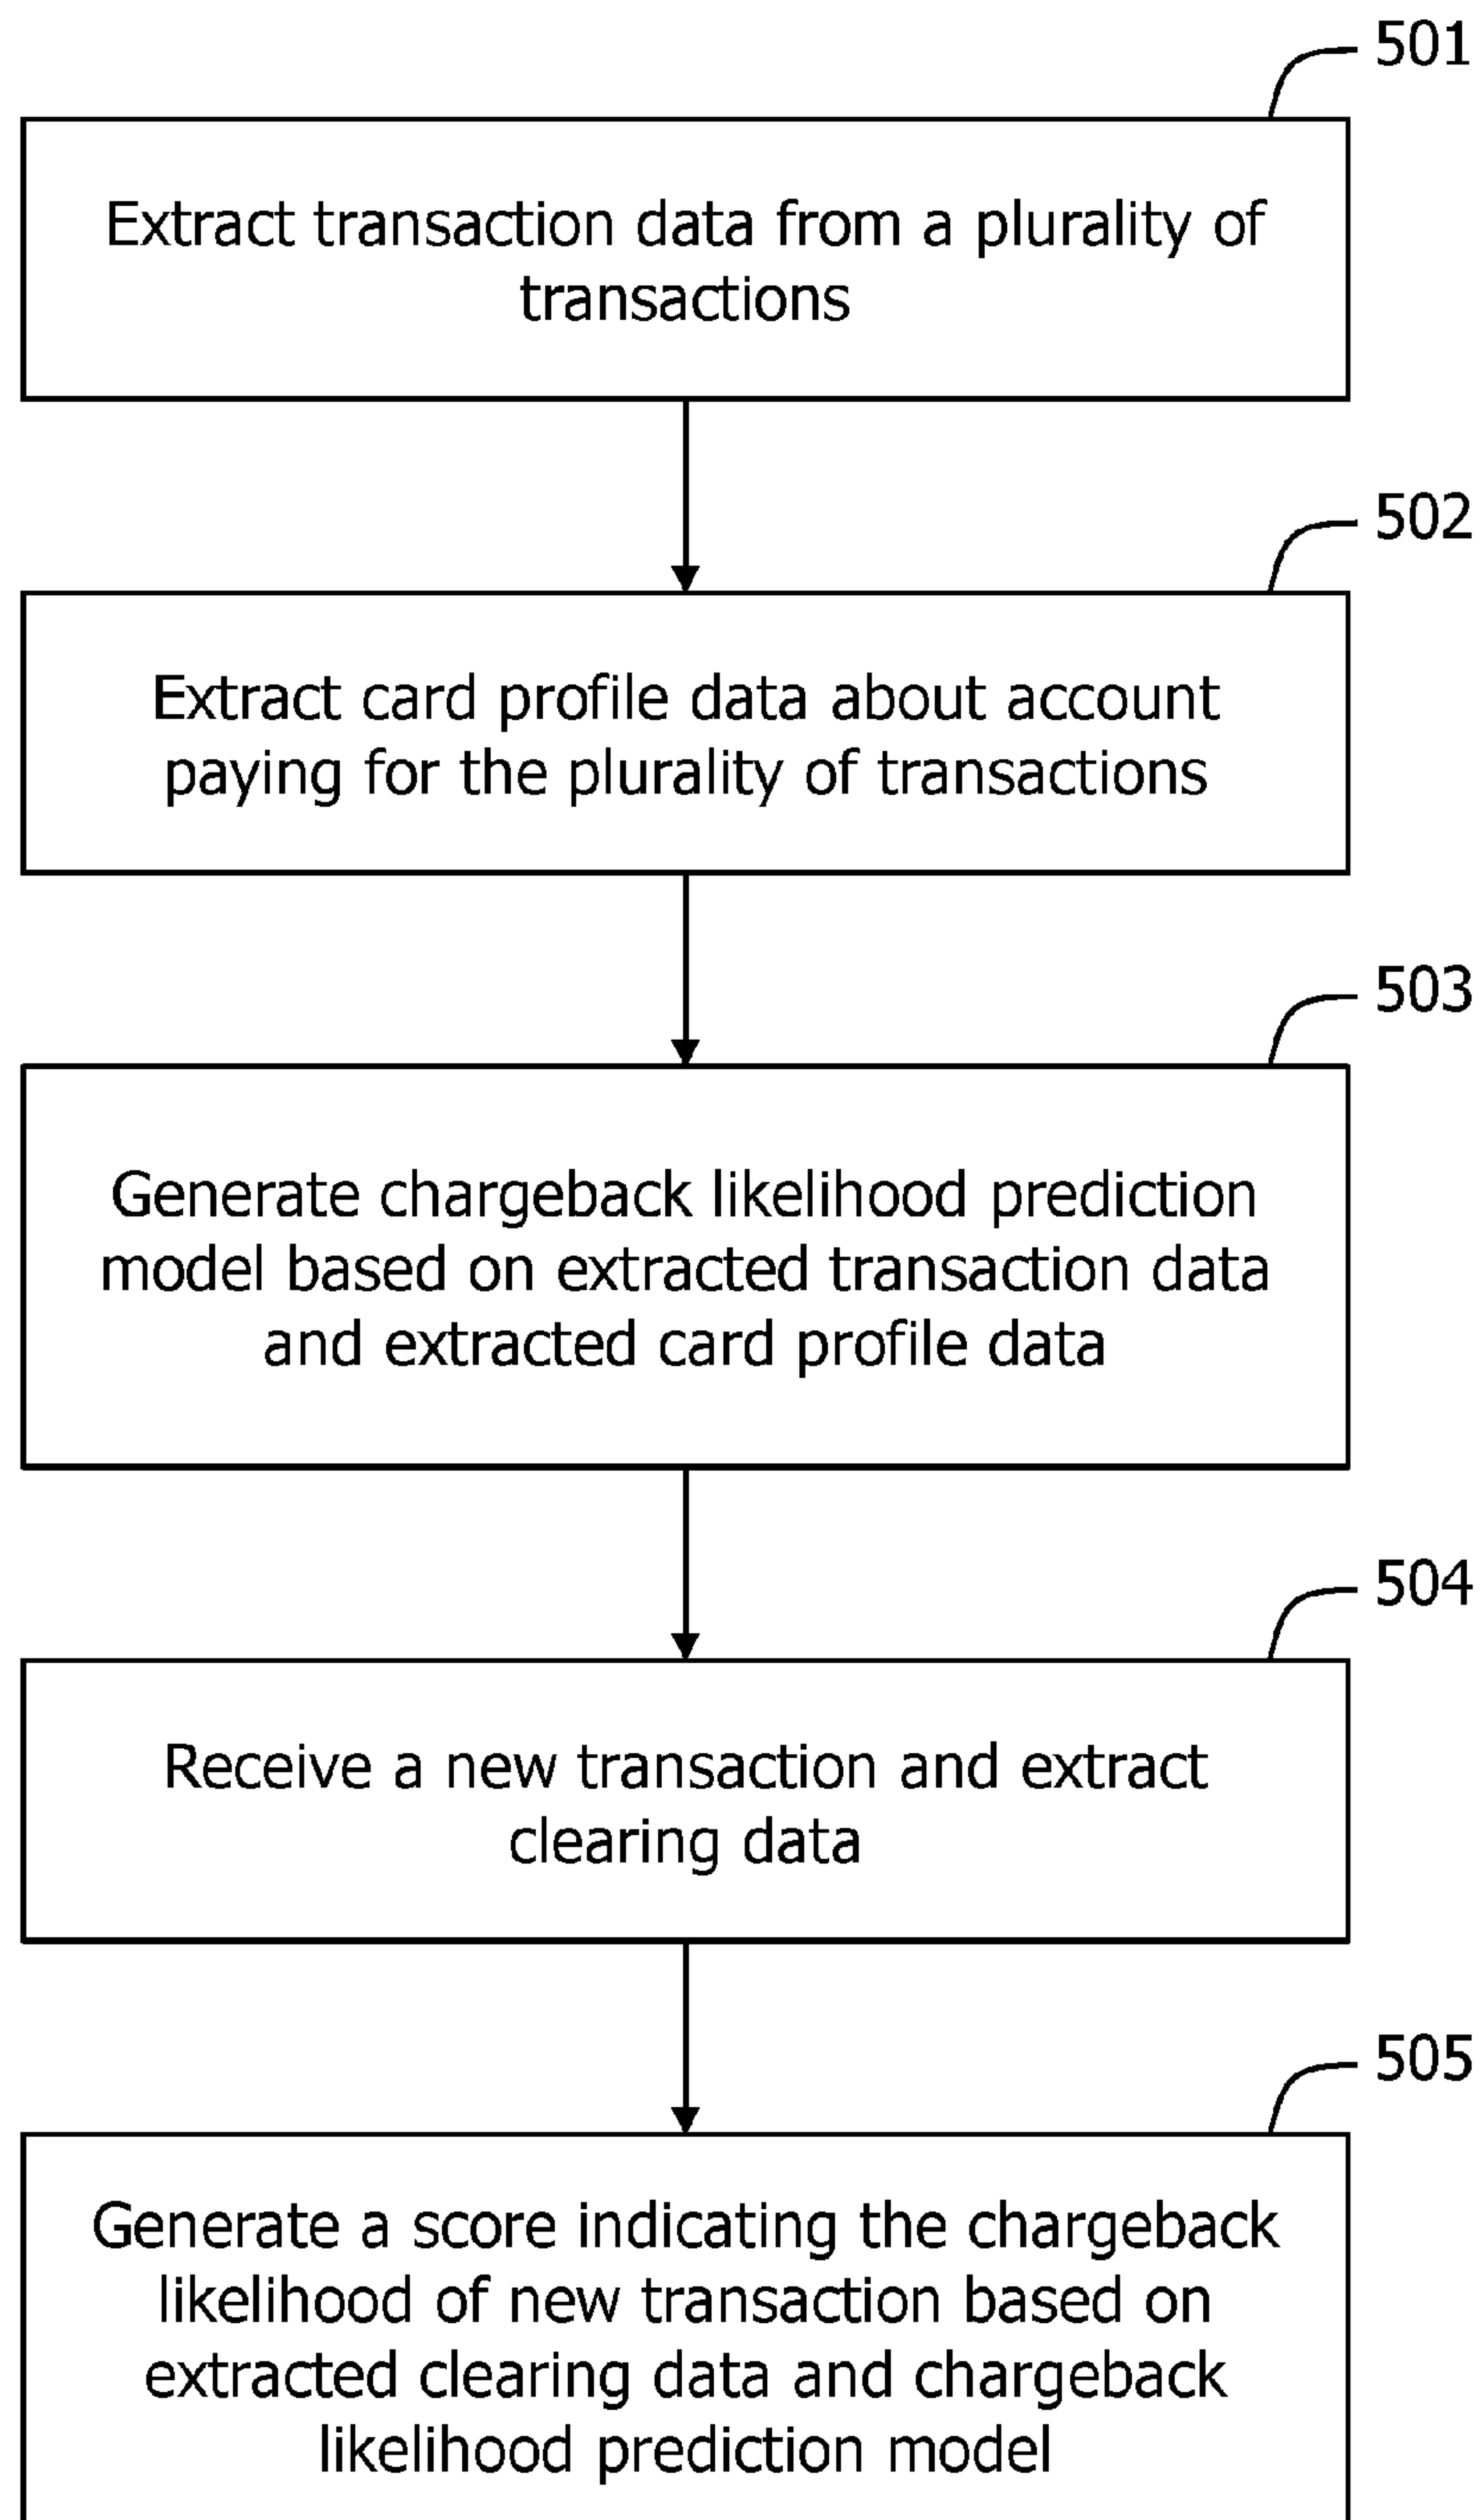 501
Extract transaction data from a plurality of
transactions
502
Extract card profile data about account
paying for the plurality of transactions
503
Generate chargeback likelihood prediction
model based on extracted transaction data
and extracted card profile data
504
Receive a new transaction and extract
clearing data
505
Generate a score indicating the chargeback
likelihood of new transaction based on
extracted clearing data and chargeback
likelihood prediction model